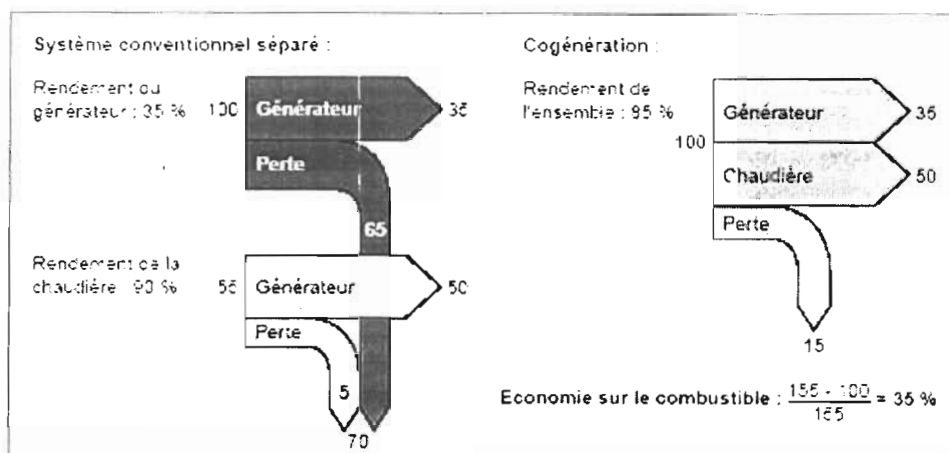 Système conventionnel séparé :
Rendement du
générateur : 35 %
100
Générateur
35
Perte
65
Rendement de la
chaudière : 90 %
55
Générateur
50
Perte
5
70
Cogénération :
Rendement de
l'ensemble : 85 %
100
Générateur
35
Chaudière
50
Perte
15
Economie sur le combustible : 155 - 100 = 35 %
155